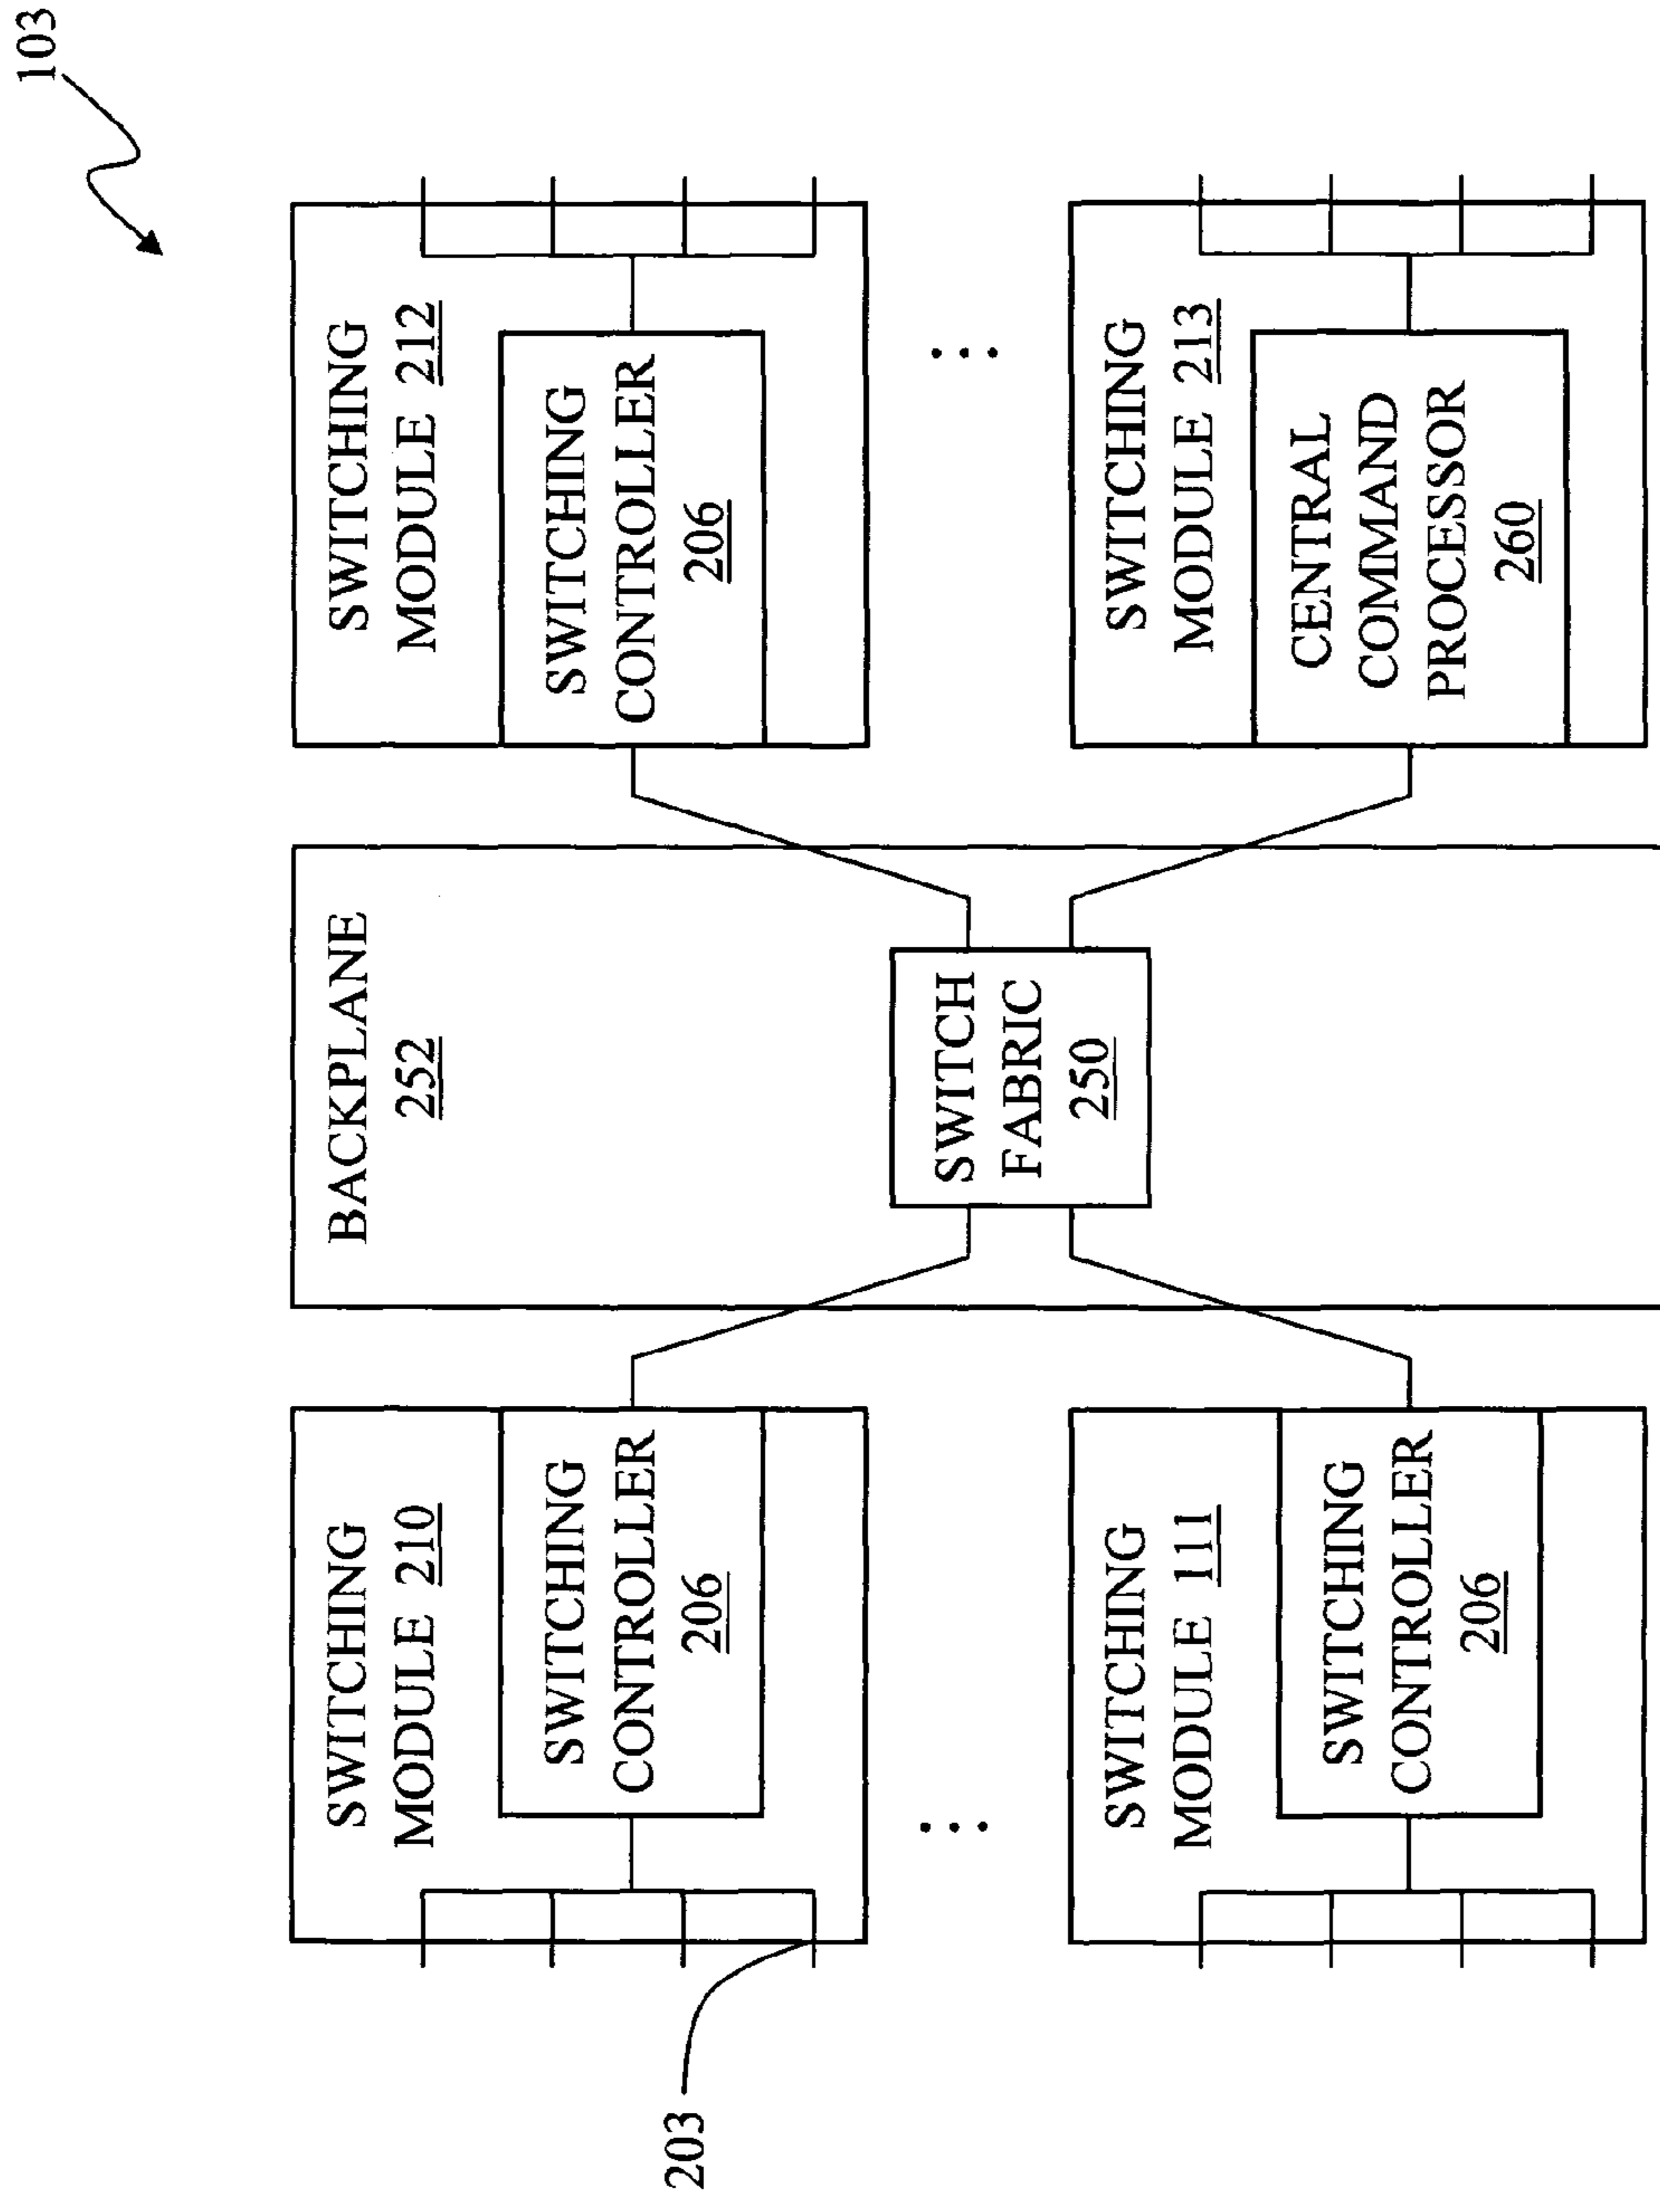 103
SWITCHING
MODULE 210
SWITCHING
CONTROLLER
206
BACKPLANE
252
SWITCHING
MODULE 212
SWITCHING
CONTROLLER
206
203
...
SWITCH
FABRIC
250
...
SWITCHING
MODULE 111
SWITCHING
CONTROLLER
206
SWITCHING
MODULE 213
CENTRAL
COMMAND
PROCESSOR
260